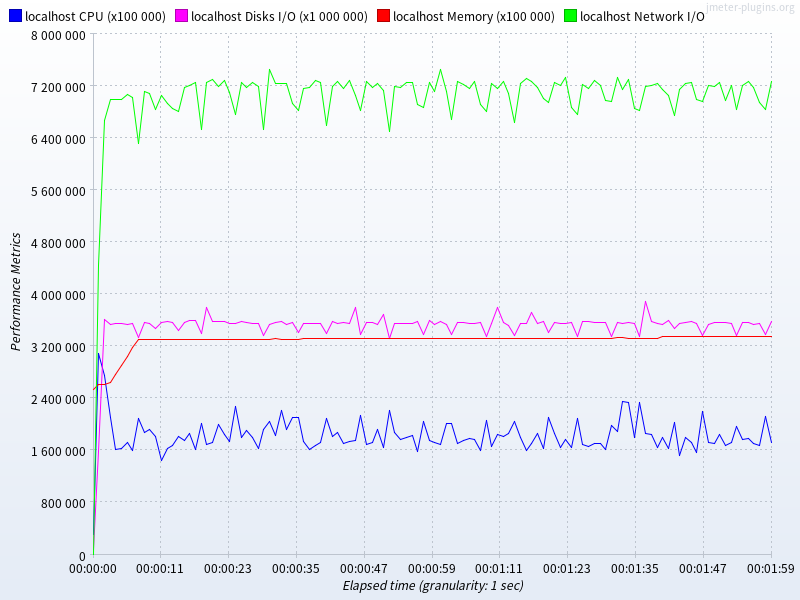 jmeter-plugins.org
localhost CPU (x100 000) localhost Disks I/O (x1 000 000) localhost Memory (x100 000) localhost Network I/O
8 000 000
7 200 000
6 400 000
5 600 000
4 800 000
4 000 000
3 200 000
2 400 000
1 600 000
800 000
0
Performance Metrics
00:00:00 00:00:11 00:00:23 00:00:35 00:00:47 00:00:59 00:01:11 00:01:23 00:01:35 00:01:47 00:01:59
Elapsed time (granularity: 1 sec)